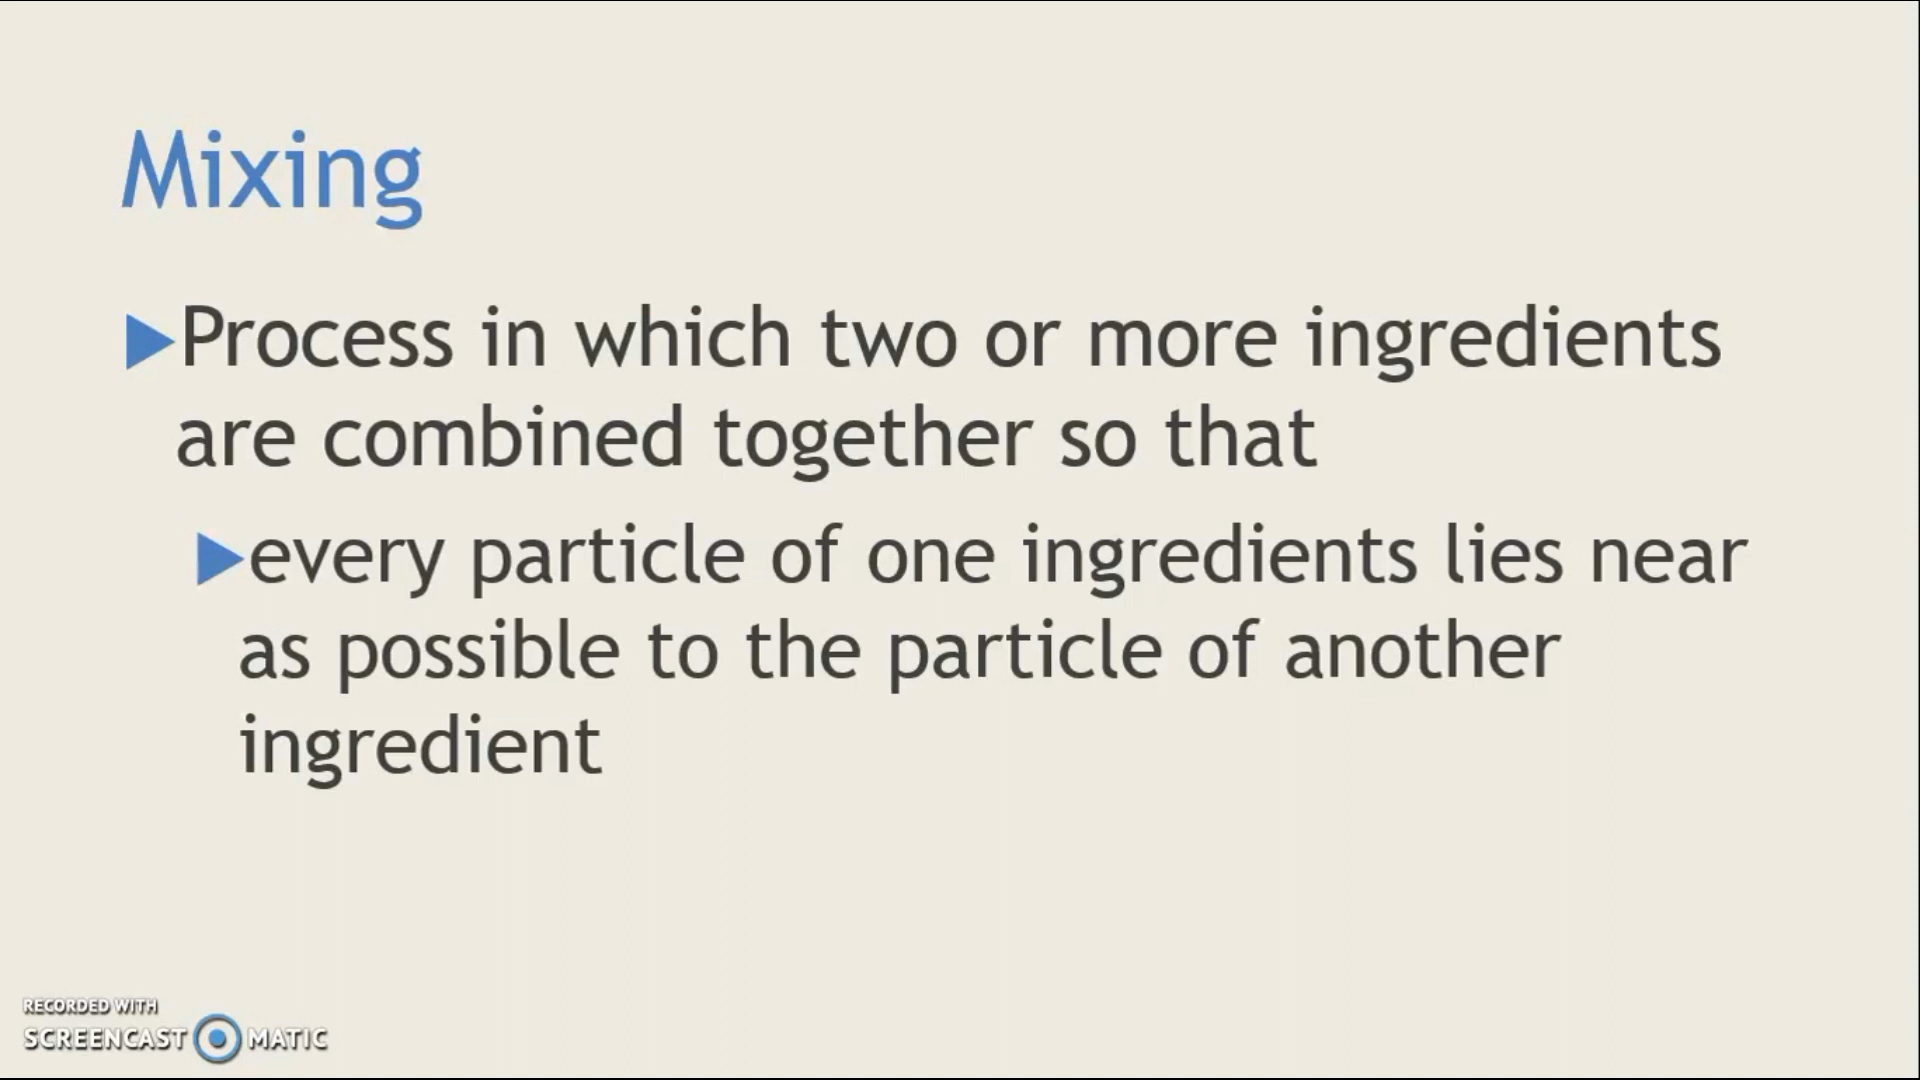 Mixing
Process in which two or more ingredients
are combined together so that
every particle of one ingredients lies near
as possible to the particle of another
ingredient
RECORDED WITH
SCREENCAST MATIC